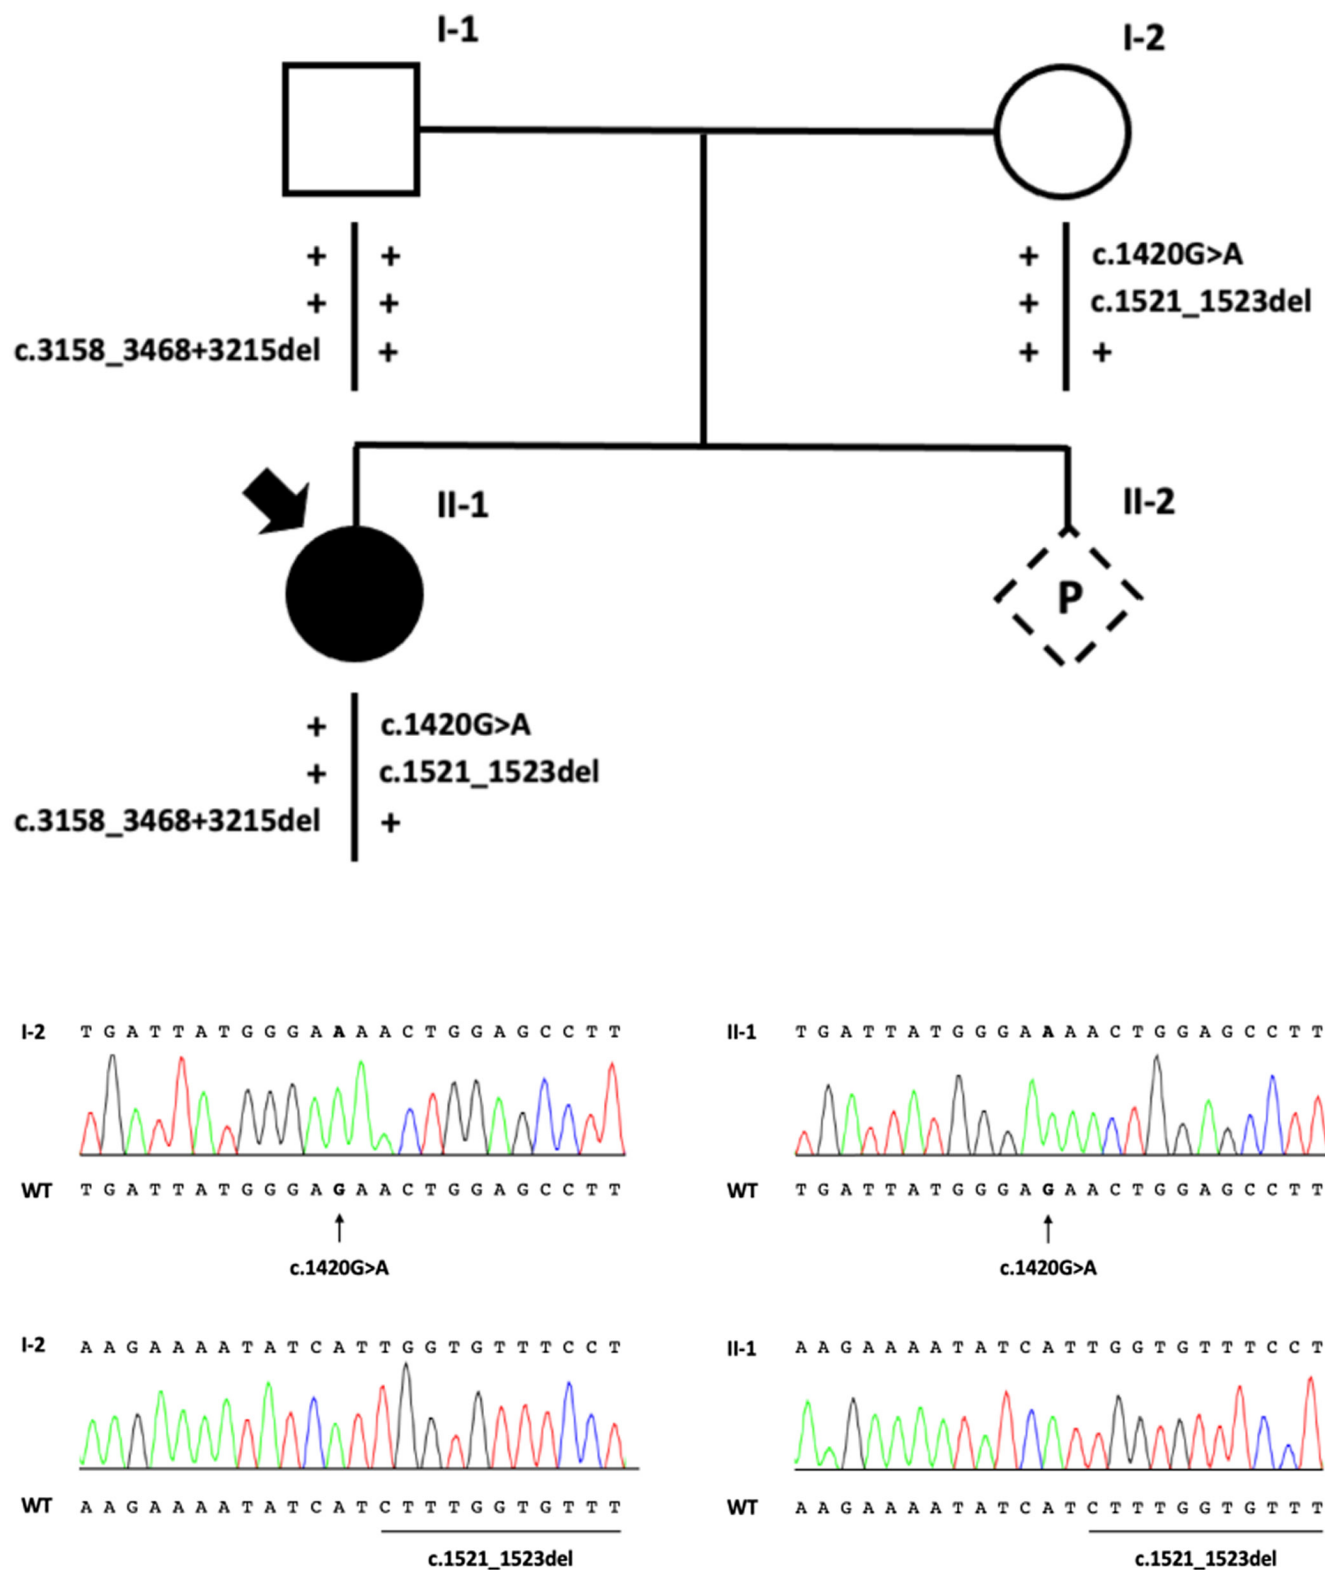 I-1
I-2
+ +
+ +
c.3158_3468+3215del +
+ c.1420G>A
+ c.1521_1523del
+ +
II-1
II-2
P
+ c.1420G>A
+ c.1521_1523del
c.3158_3468+3215del +
I-2 T G A T T A T G G G A A A A C T G G A G C C T T
WT T G A T T A T G G G A G A A C T G G A G C C T T
c.1420G>A
II-1 T G A T T A T G G G A A A A C T G G A G C C T T
WT T G A T T A T G G G A G A A C T G G A G C C T T
c.1420G>A
I-2 A A G A A A A T A T C A T T G G T G T T T C C T
WT A A G A A A A T A T C A T C T T T G G T G T T T
c.1521_1523del
II-1 A A G A A A A T A T C A T T G G T G T T T C C T
WT A A G A A A A T A T C A T C T T T G G T G T T T
c.1521_1523del